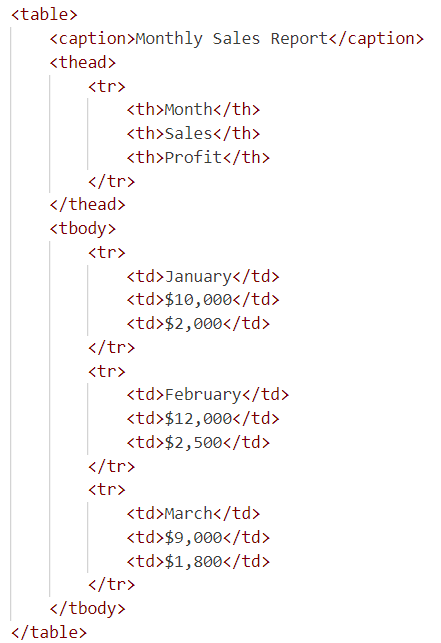 <table>
<caption>Monthly Sales Report</caption>
<thead>
<tr>
<th>Month</th>
<th>Sales</th>
<th>Profit</th>
</tr>
</thead>
<tbody>
<tr>
<td>January</td>
<td>$10,000</td>
<td>$2,000</td>
</tr>
<tr>
<td>February</td>
<td>$12,000</td>
<td>$2,500</td>
</tr>
<tr>
<td>March</td>
<td>$9,000</td>
<td>$1,800</td>
</tr>
</tbody>
</table>